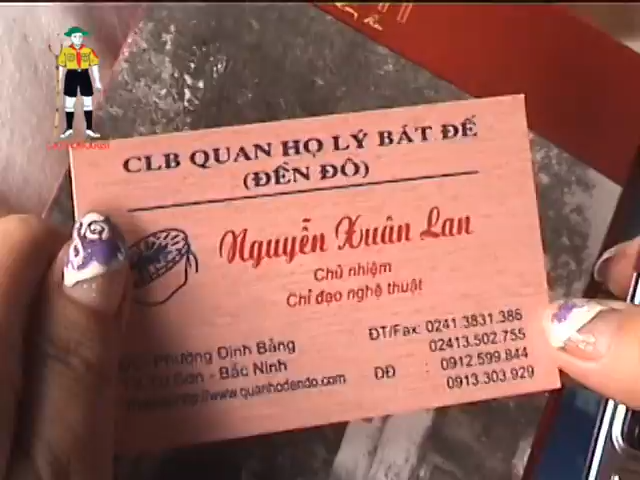 CLB QUAN HỌ LÝ BÁT ĐẾ
(ĐỀN ĐÔ)
Nguyễn Xuân Lan
Chủ nhiệm
Chỉ đạo nghệ thuật
Phường Đình Bảng
Sơn - Bắc Ninh
http://www.quanhodendo.com
ĐT/Fax: 0241.3831.386
02413.502.755
DĐ : 0912.599.844
0913.303.929